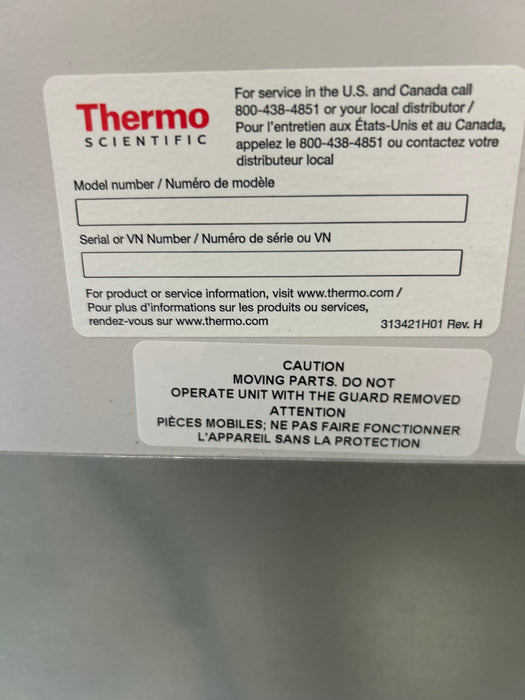 Thermo
SCIENTIFIC
For service in the U.S. and Canada call
800-438-4851 or your local distributor /
Pour l'entretien aux États-Unis et au Canada,
appelez le 800-438-4851 ou contactez votre
distributeur local
Model number / Numéro de modèle
Serial or VN Number / Numéro de série ou VN
For product or service information, visit www.thermo.com /
Pour plus d'informations sur les produits ou services,
rendez-vous sur www.thermo.com
313421H01 Rev. H
CAUTION
MOVING PARTS. DO NOT
OPERATE UNIT WITH THE GUARD REMOVED
ATTENTION
PIÈCES MOBILES; NE PAS FAIRE FONCTIONNER
L'APPAREIL SANS LA PROTECTION